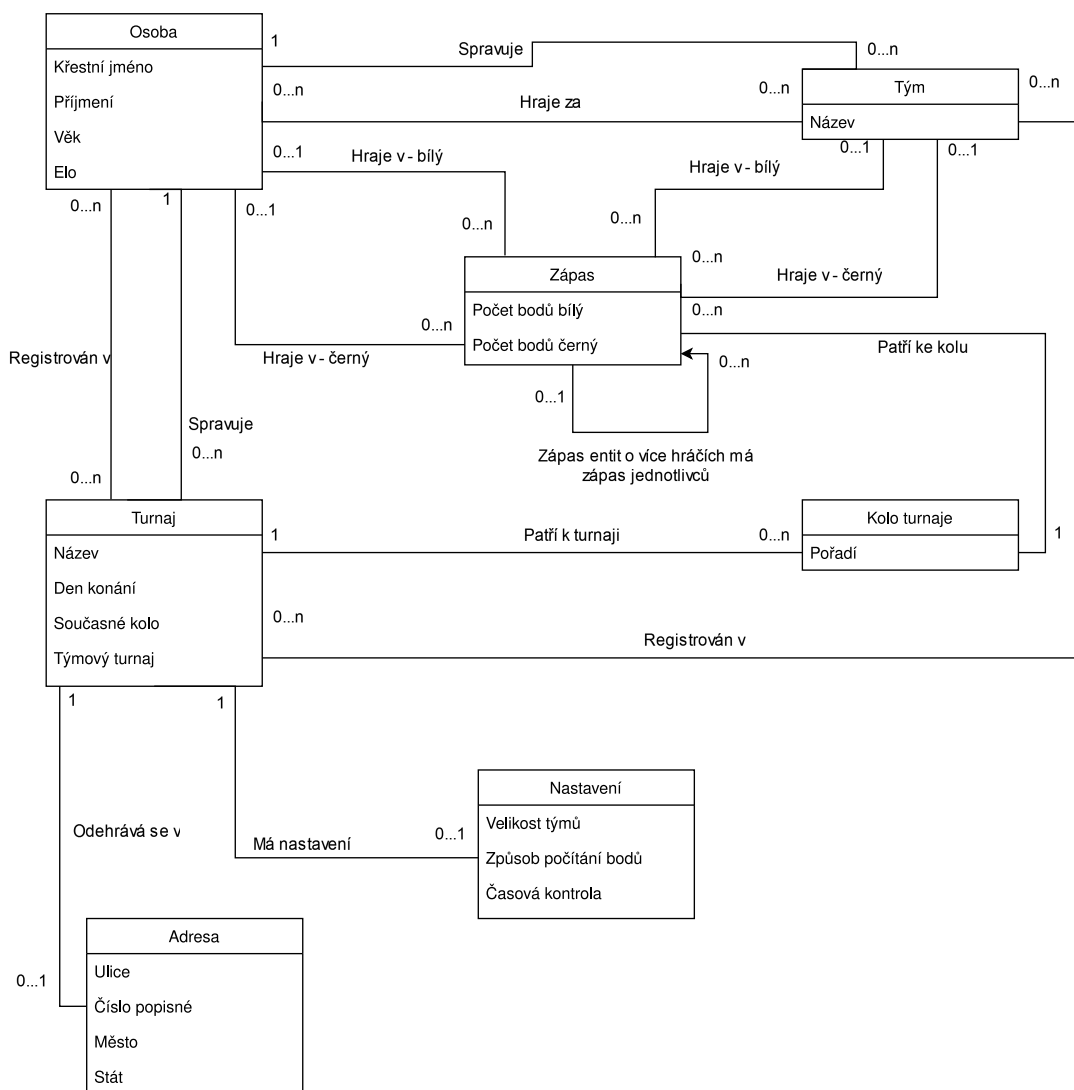 Osoba
Křestní jméno
Příjmení
Věk
Elo
1
Spravuje
0...n
0...n
Hraje za
0...n
0...n
Tým
Název
0...1
Hraje v - bílý
0...n
0...1
Hraje v - bílý
0...n
0...1
0...n
Hraje v - černý
0...n
0...1
Hraje v - černý
0...n
Zápas
Počet bodů bílý
Počet bodů černý
0...n
Patří ke kolu
1
0...1
0...n
Zápas entit o více hráčích má
zápas jednotlivců
0...n
Registrován v
0...n
1
Spravuje
0...n
Turnaj
Název
Den konání
Současné kolo
Týmový turnaj
1
Patří k turnaji
0...n
Kolo turnaje
Pořadí
0...n
Registrován v
1
Odehrává se v
0...1
1
Má nastavení
0...1
Nastavení
Velikost týmů
Způsob počítání bodů
Časová kontrola
Adresa
Ulice
Číslo popisné
Město
Stát